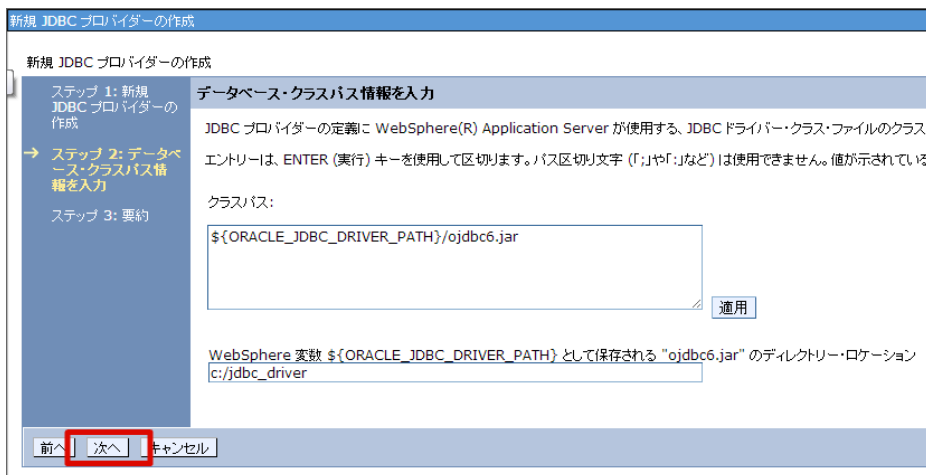 新規 JDBC プロバイダーの作成
新規 JDBC プロバイダーの作成
ステップ 1: 新規
JDBC プロバイダーの
作成
→ ステップ 2: データベ
ース・クラスパス情
報を入力
ステップ 3: 要約
データベース・クラスパス情報を入力
JDBC プロバイダーの定義に WebSphere(R) Application Server が使用する、JDBC ドライバー・クラス・ファイルのクラス
エントリーは、ENTER (実行) キーを使用して区切ります。パス区切り文字 (「;」や「:」など) は使用できません。値が示されている
クラスパス:
${ORACLE_JDBC_DRIVER_PATH}/ojdbc6.jar
適用
WebSphere 変数 ${ORACLE_JDBC_DRIVER_PATH} として保存される "ojdbc6.jar" のディレクトリー・ロケーション
c:/jdbc_driver
前へ 次へ キャンセル